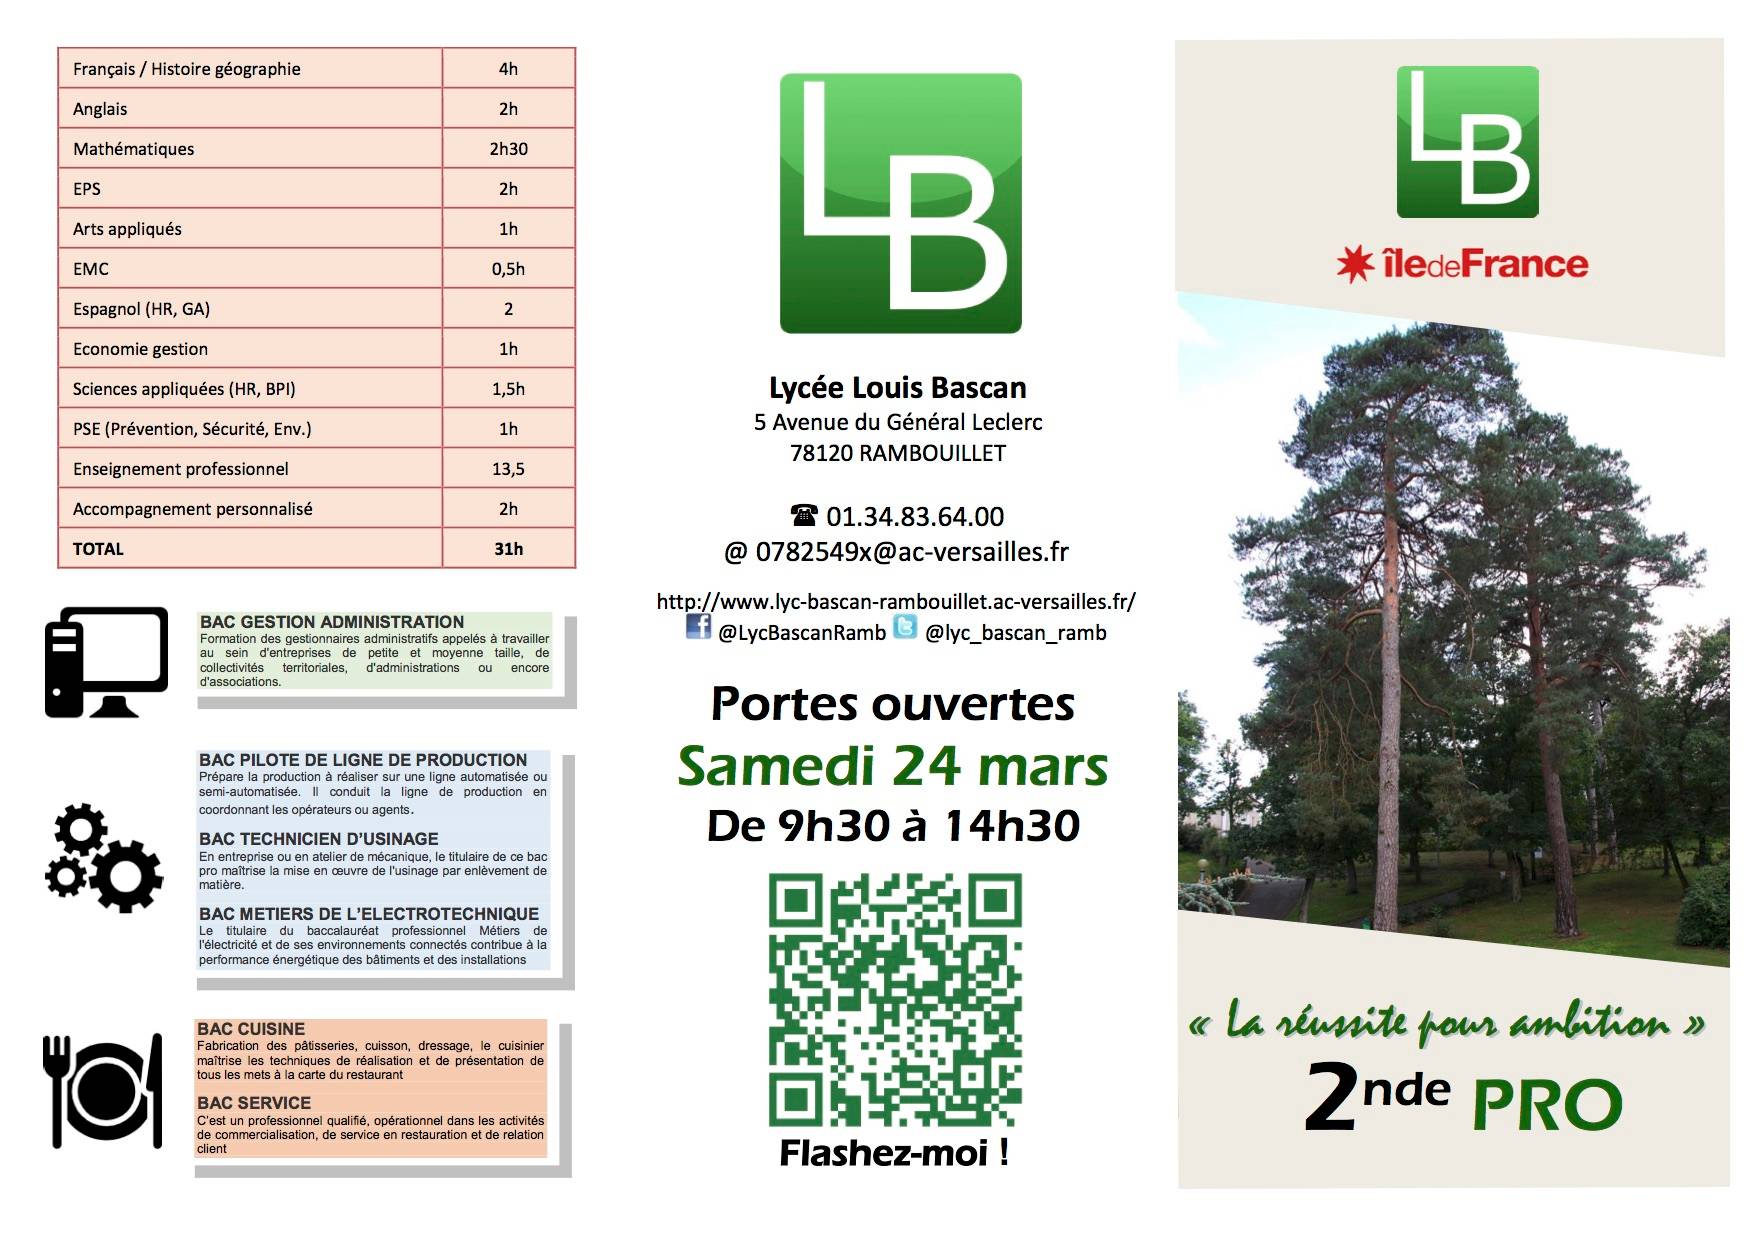 Français / Histoire géographie 4h
Anglais 2h
Mathématiques 2h30
EPS 2h
Arts appliqués 1h
EMC 0,5h
Espagnol (HR, GA) 2
Economie gestion 1h
Sciences appliquées (HR, BPI) 1,5h
PSE (Prévention, Sécurité, Env.) 1h
Enseignement professionnel 13,5
Accompagnement personnalisé 2h
TOTAL 31h
BAC GESTION ADMINISTRATION
Formation des gestionnaires administratifs appelés à travailler
au sein d'entreprises de petite et moyenne taille, de
collectivités territoriales, d'administrations ou encore
d'associations.
BAC PILOTE DE LIGNE DE PRODUCTION
Prépare la production à réaliser sur une ligne automatisée ou
semi-automatisée. Il conduit la ligne de production en
coordonnant les opérateurs ou agents.
BAC TECHNICIEN D’USINAGE
En entreprise ou en atelier de mécanique, le titulaire de ce bac
pro maîtrise la mise en œuvre de l'usinage par enlèvement de
matière.
BAC METIERS DE L’ELECTROTECHNIQUE
Le titulaire du baccalauréat professionnel Métiers de
l'électricité et de ses environnements connectés contribue à la
performance énergétique des bâtiments et des installations
BAC CUISINE
Fabrication des pâtisseries, cuisson, dressage, le cuisinier
maîtrise les techniques de réalisation et de présentation de
tous les mets à la carte du restaurant
BAC SERVICE
C’est un professionnel qualifié, opérationnel dans les activités
de commercialisation, de service en restauration et de relation
client
LB
Lycée Louis Bascan
5 Avenue du Général Leclerc
78120 RAMBOUILLET
☎ 01.34.83.64.00
@ 0782549x@ac-versailles.fr
http://www.lyc-bascan-rambouillet.ac-versailles.fr/
f @LycBascanRamb t @lyc_bascan_ramb
Portes ouvertes
Samedi 24 mars
De 9h30 à 14h30
Flashez-moi !
LB
îledeFrance
« La réussite pour ambition »
2nde PRO